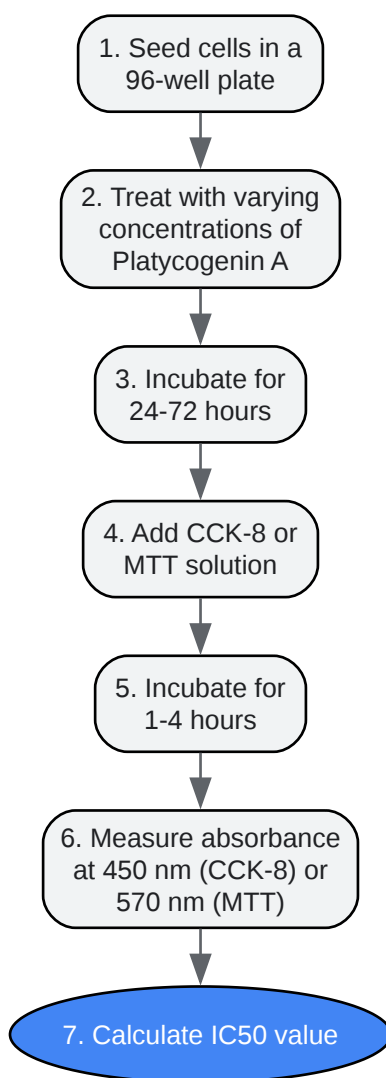 1. Seed cells in a
96-well plate
2. Treat with varying
concentrations of
Platycogenin A
3. Incubate for
24-72 hours
4. Add CCK-8 or
MTT solution
5. Incubate for
1-4 hours
6. Measure absorbance
at 450 nm (CCK-8) or
570 nm (MTT)
7. Calculate IC50 value